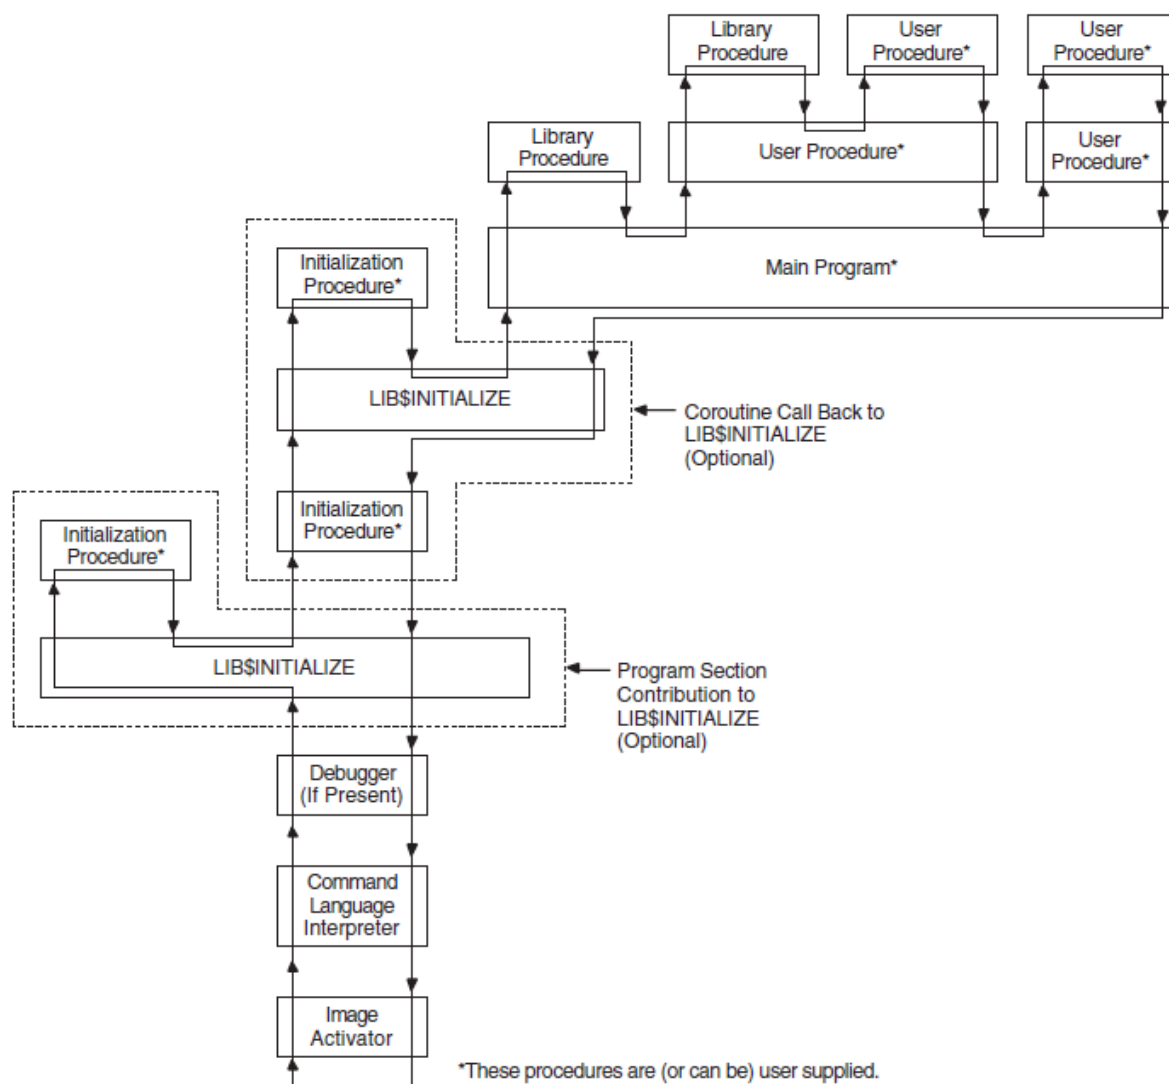 Library
Procedure
User
Procedure*
User
Procedure*
Library
Procedure
User Procedure*
User
Procedure*
Initialization
Procedure*
Main Program*
LIB$INITIALIZE
Coroutine Call Back to
LIB$INITIALIZE
(Optional)
Initialization
Procedure*
Initialization
Procedure*
LIB$INITIALIZE
Program Section
Contribution to
LIB$INITIALIZE
(Optional)
Debugger
(If Present)
Command
Language
Interpreter
Image
Activator
*These procedures are (or can be) user supplied.